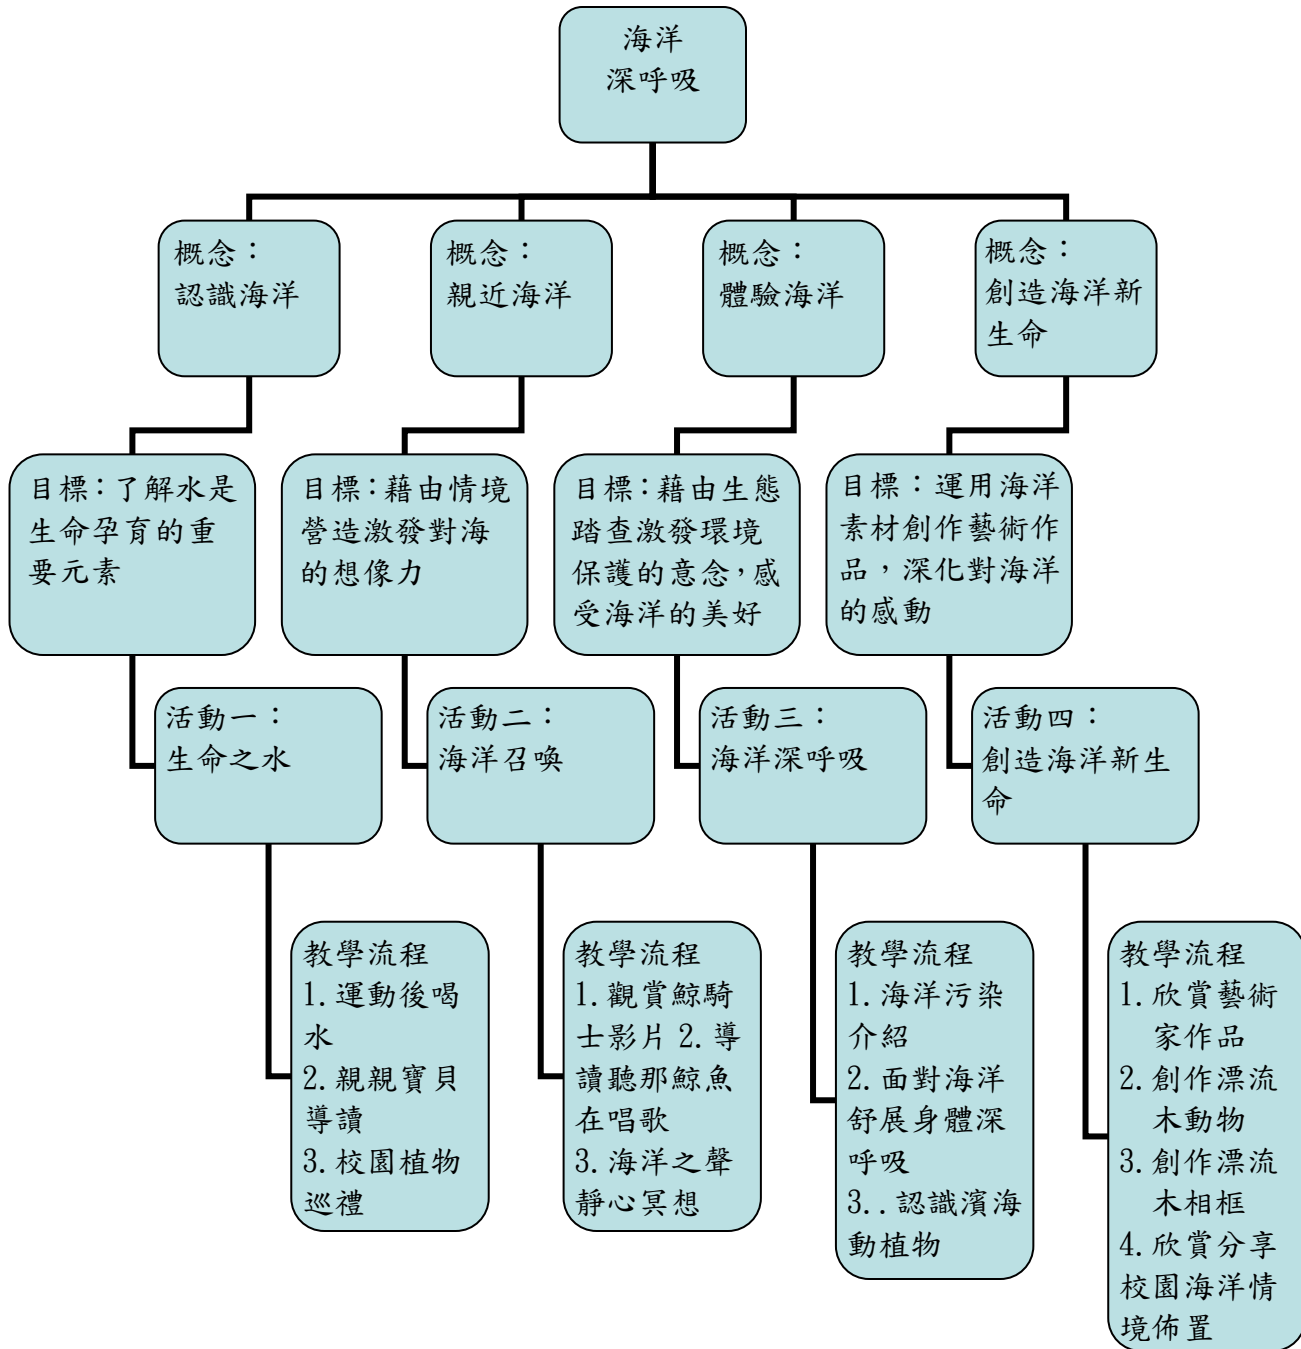 海洋
深呼吸
概念：
認識海洋
概念：
親近海洋
概念：
體驗海洋
概念：
創造海洋新
生命
目標：了解水是
生命孕育的重
要元素
目標：藉由情境
營造激發對海
的想像力
目標：藉由生態
踏查激發環境
保護的意念，感
受海洋的美好
目標：運用海洋
素材創作藝術作
品，深化對海洋
的感動
活動一：
生命之水
活動二：
海洋召喚
活動三：
海洋深呼吸
活動四：
創造海洋新生
命
教學流程
1.運動後喝
水
2.親親寶貝
導讀
3.校園植物
巡禮
教學流程
1.觀賞鯨騎
士影片 2.導
讀聽那鯨魚
在唱歌
3.海洋之聲
靜心冥想
教學流程
1.海洋污染
介紹
2.面對海洋
舒展身體深
呼吸
3..認識濱海
動植物
教學流程
1.欣賞藝術
家作品
2.創作漂流
木動物
3.創作漂流
木相框
4.欣賞分享
校園海洋情
境佈置